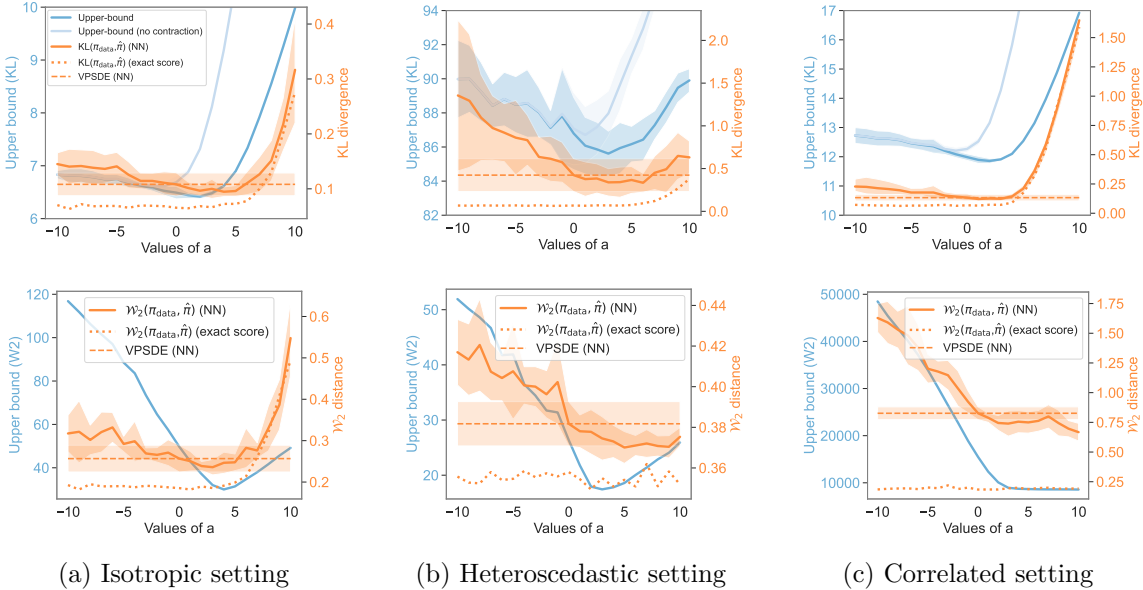 Upper-bound
Upper-bound (no contraction)
KL(π_data, π̂) (NN)
KL(π_data, π̂) (exact score)
VPSDE (NN)
Upper bound (KL)
10
9
8
7
6
0.4
0.3
0.2
0.1
KL divergence
−10 −5 0 5 10
Values of a
Upper bound (KL)
94
92
90
88
86
84
82
2.0
1.5
1.0
0.5
0.0
KL divergence
−10 −5 0 5 10
Values of a
Upper bound (KL)
17
16
15
14
13
12
11
10
1.50
1.25
1.00
0.75
0.50
0.25
0.00
KL divergence
−10 −5 0 5 10
Values of a
Upper bound (W2)
120
100
80
60
40
𝒲₂(π_data, π̂) (NN)
𝒲₂(π_data, π̂) (exact score)
VPSDE (NN)
0.6
0.5
0.4
0.3
0.2
𝒲₂ distance
−10 −5 0 5 10
Values of a
Upper bound (W2)
50
40
30
20
𝒲₂(π_data, π̂) (NN)
𝒲₂(π_data, π̂) (exact score)
VPSDE (NN)
0.44
0.42
0.40
0.38
0.36
𝒲₂ distance
−10 −5 0 5 10
Values of a
Upper bound (W2)
50000
40000
30000
20000
10000
𝒲₂(π_data, π̂) (NN)
𝒲₂(π_data, π̂) (exact score)
VPSDE (NN)
1.75
1.50
1.25
1.00
0.75
0.50
0.25
𝒲₂ distance
−10 −5 0 5 10
Values of a
(a) Isotropic setting
(b) Heteroscedastic setting
(c) Correlated setting